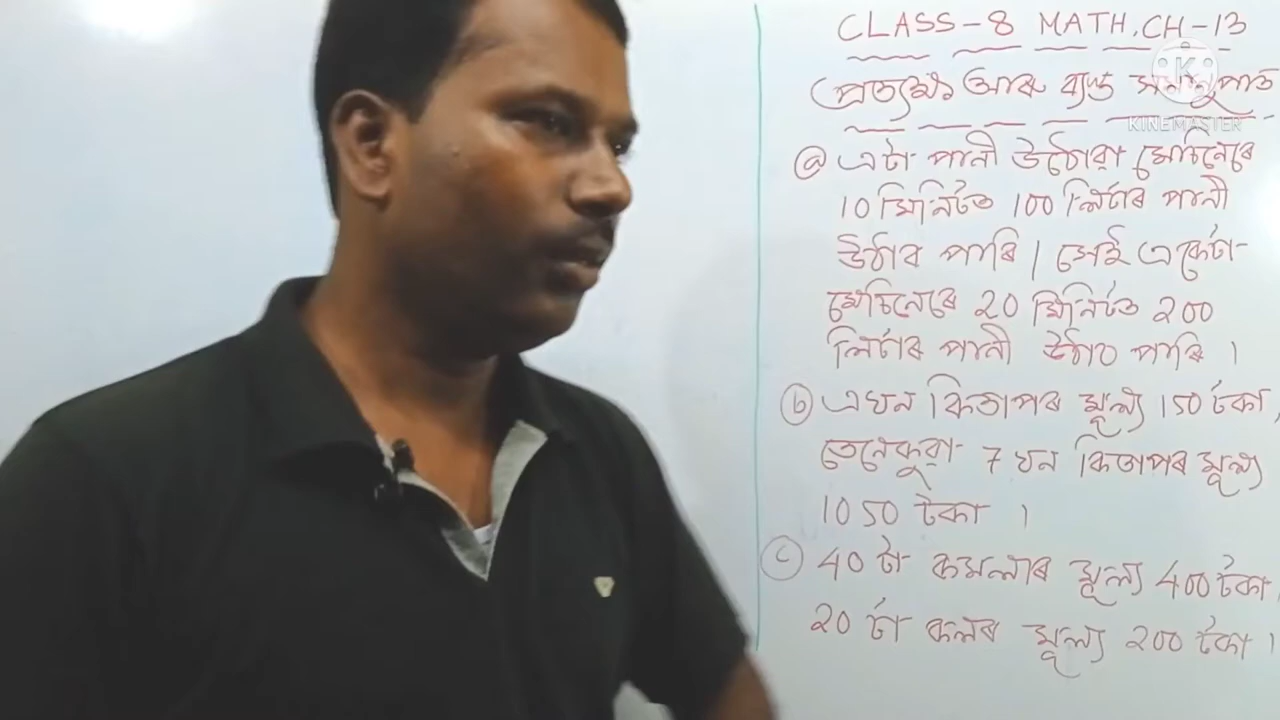 CLASS-8 MATH. CH-13
প্ৰত্যক্ষ আৰু ব্যস্ত সমানুপাত
KINEMASTER
ⓐ এটা পানী উঠোৱা মেচিনেৰে
10 মিনিটত 100 লিটাৰ পানী
উঠাব পাৰি। সেই একেটা
মেচিনেৰে 20 মিনিটত 200
লিটাৰ পানী উঠাব পাৰি।
ⓑ এখন কিতাপৰ মূল্য 150 টকা,
তেনেকুৱা 7 খন কিতাপৰ মূল্য
1050 টকা।
ⓒ 40 টা কমলাৰ মূল্য 400 টকা,
20 টা কলৰ মূল্য 200 টকা।